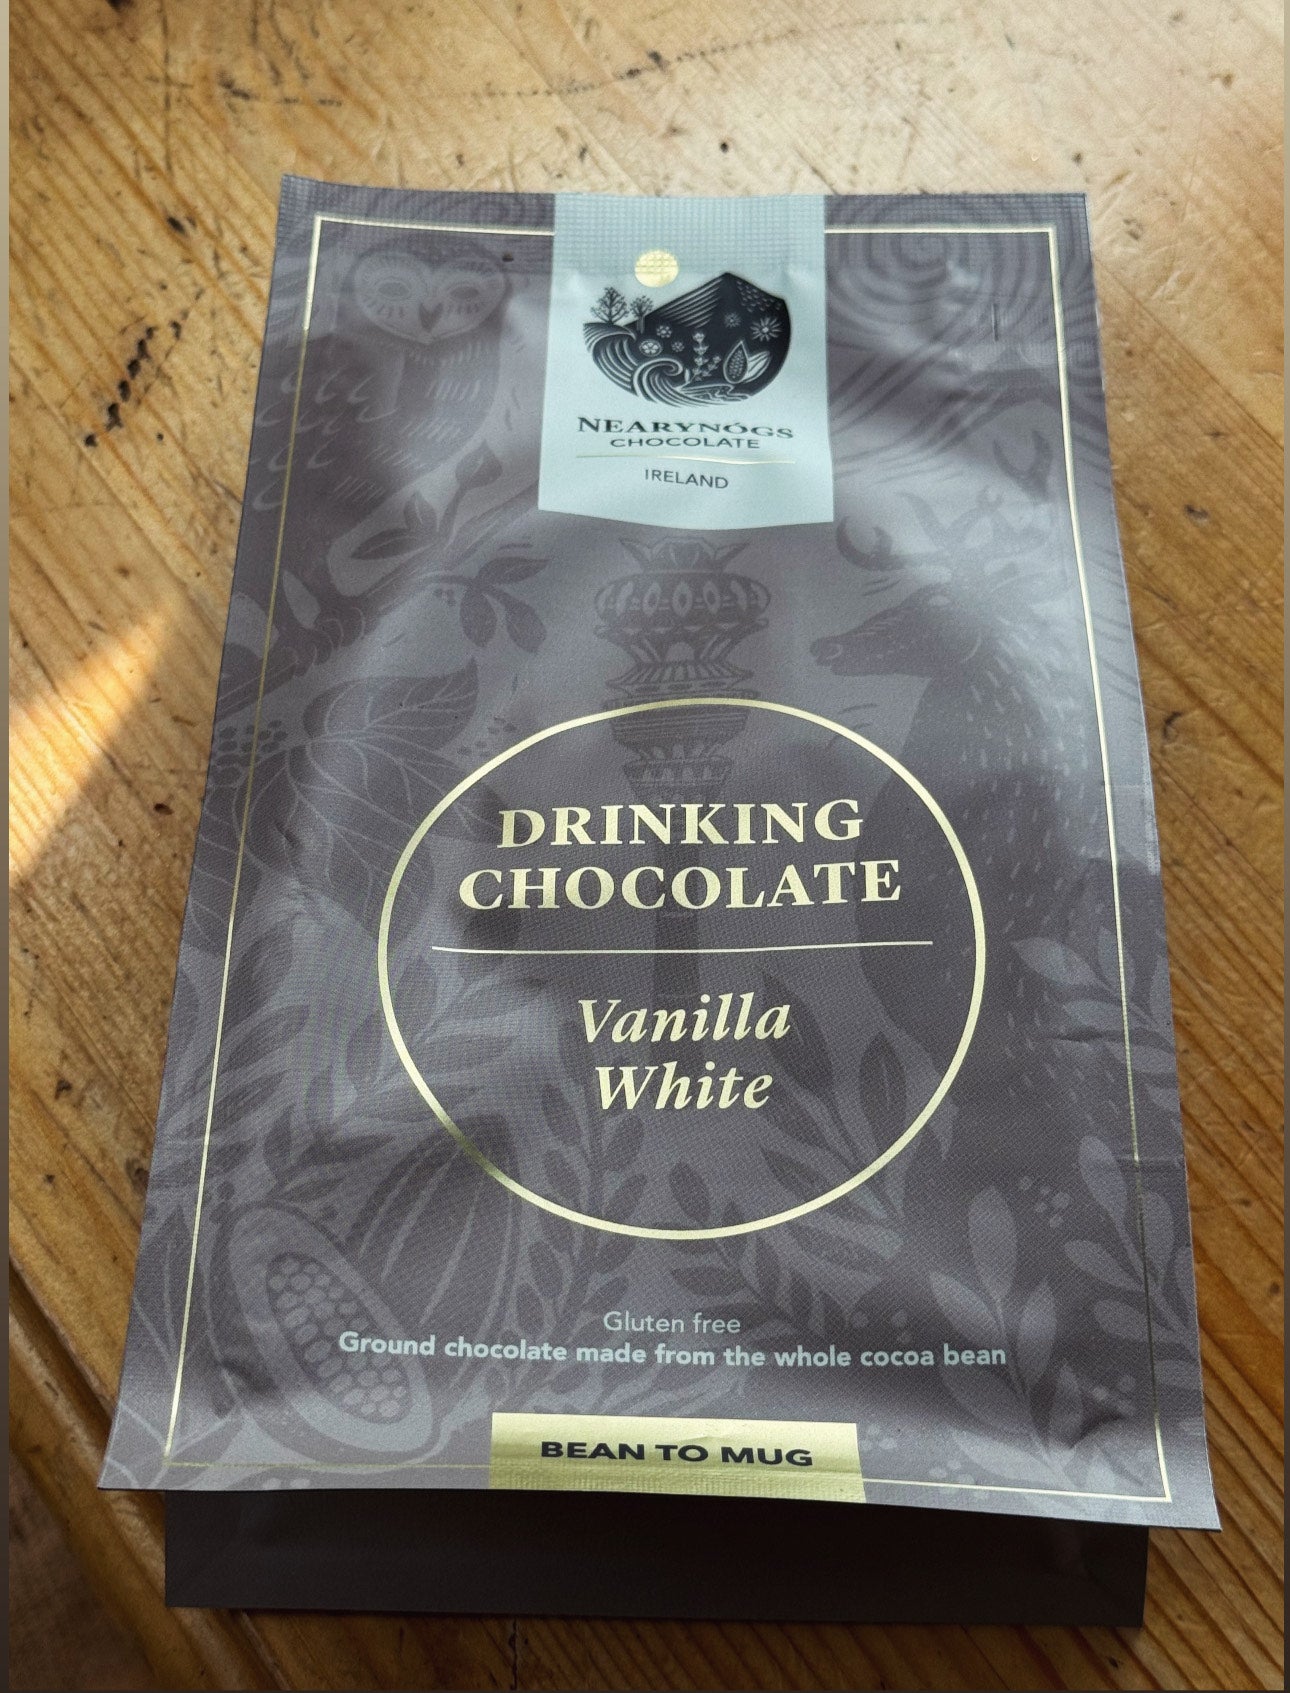 NEARYNÓGS
CHOCOLATE
IRELAND
DRINKING
CHOCOLATE
Vanilla
White
Gluten free
Ground chocolate made from the whole cocoa bean
BEAN TO MUG